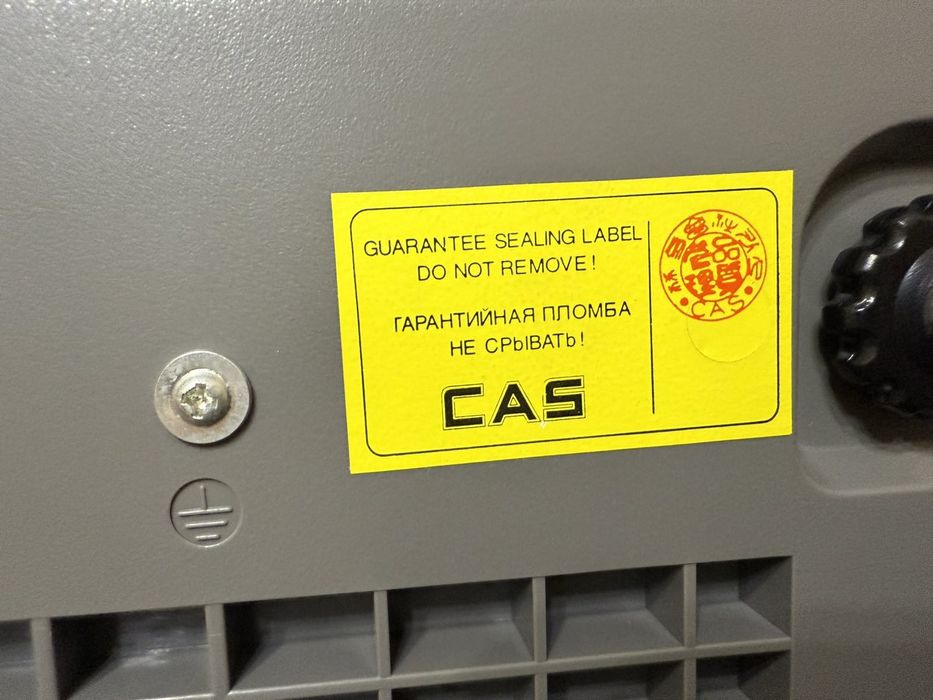 GUARANTEE SEALING LABEL
DO NOT REMOVE!
ГАРАНТИЙНАЯ ПЛОМБА
НЕ СРЫВАТЬ!
CAS
CAS